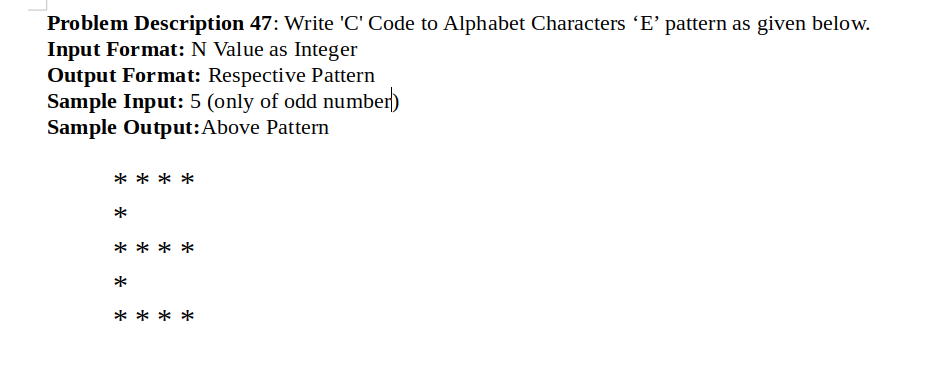 Problem Description 47: Write 'C' Code to Alphabet Characters ‘E’ pattern as given below.
Input Format: N Value as Integer
Output Format: Respective Pattern
Sample Input: 5 (only of odd number)
Sample Output:Above Pattern
* * * *
*
* * * *
*
* * * *